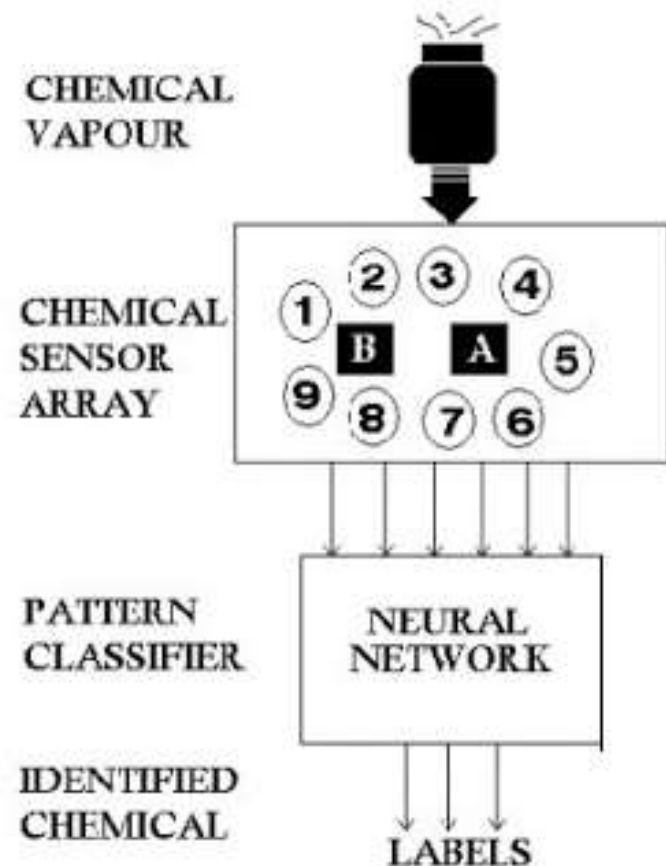 CHEMICAL
VAPOUR
CHEMICAL
SENSOR
ARRAY
2 3 4
1
B A
5
9
8 7 6
PATTERN
CLASSIFIER
NEURAL
NETWORK
IDENTIFIED
CHEMICAL
LABELS